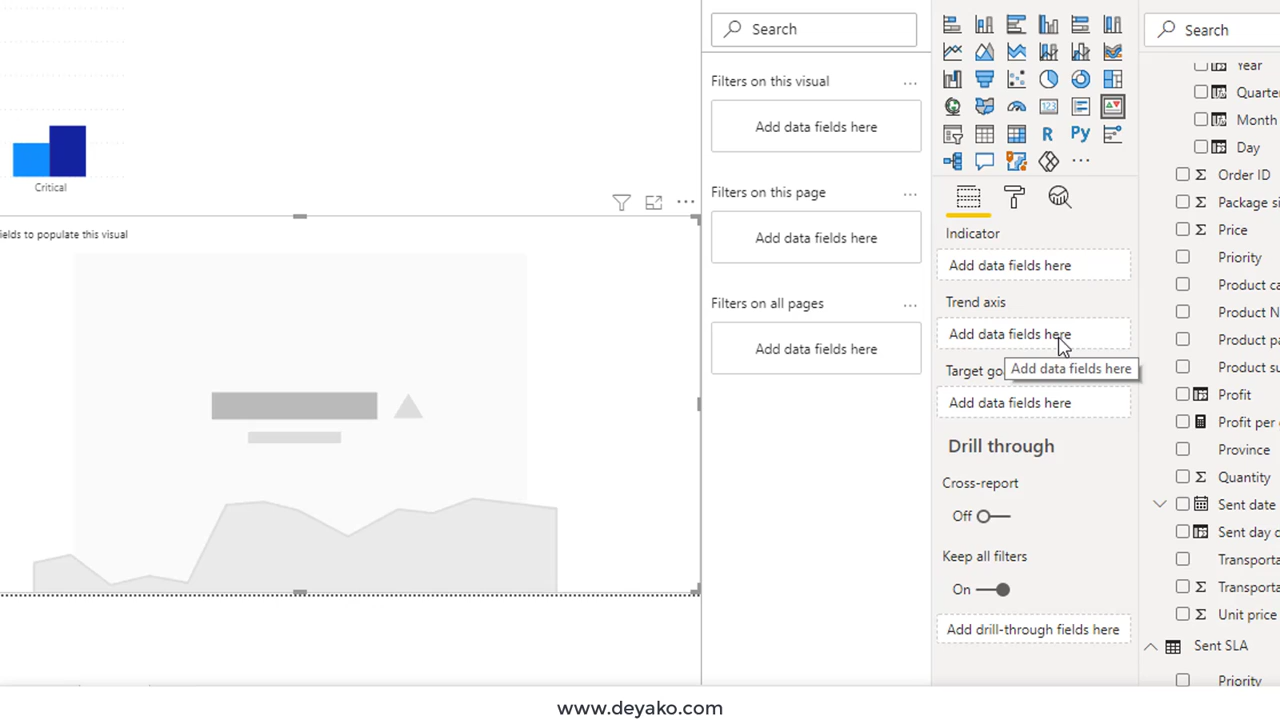 Critical
ields to populate this visual
Search
Filters on this visual
...
Add data fields here
Filters on this page
...
Add data fields here
Filters on all pages
...
Add data fields here
123
R
Py
...
Indicator
Add data fields here
Trend axis
Add data fields here
Add data fields here
Target go
Add data fields here
Drill through
Cross-report
Off
Keep all filters
On
Add drill-through fields here
Search
Year
Quarte
Month
Day
Σ Order ID
Σ Package si
Σ Price
Priority
Product ca
Product N
Product pa
Product su
Profit
Profit per
Province
Σ Quantity
Sent date
Sent day
Transporta
Σ Transporta
Σ Unit price
Sent SLA
Priority
www.deyako.com